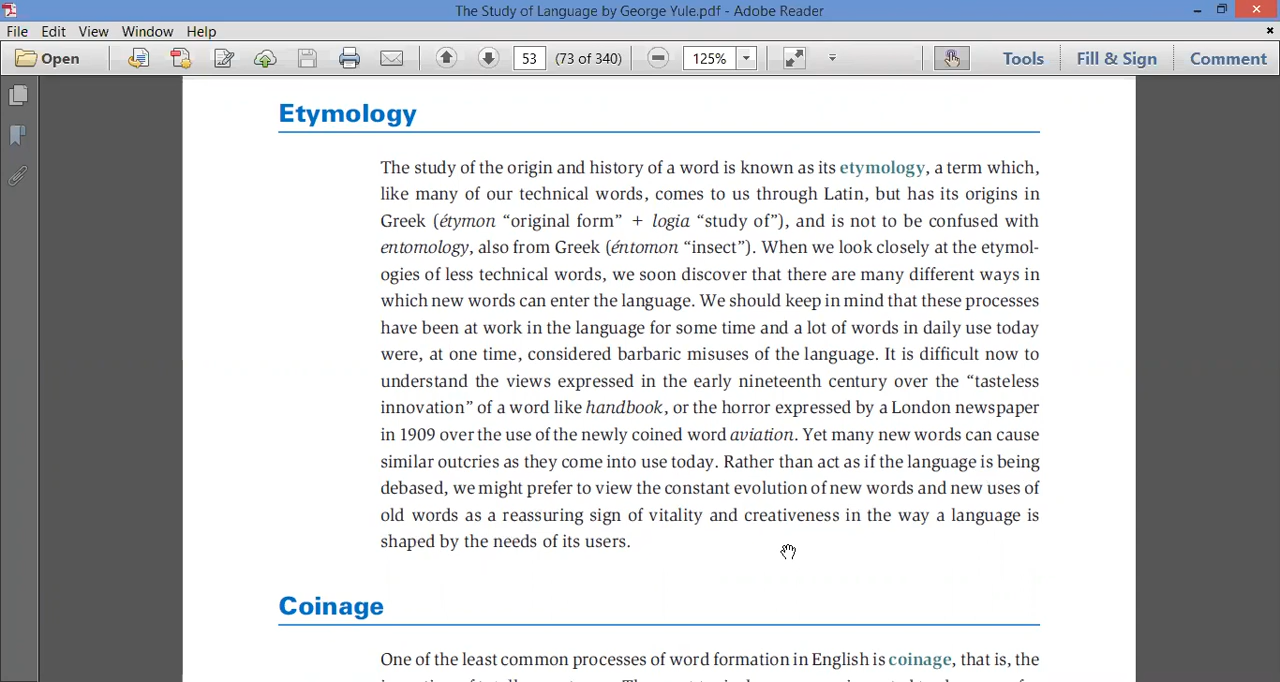 The Study of Language by George Yule.pdf - Adobe Reader
File Edit View Window Help
Open 53 (73 of 340) 125% Tools Fill & Sign Comment
Etymology
The study of the origin and history of a word is known as its etymology, a term which,
like many of our technical words, comes to us through Latin, but has its origins in
Greek (étymon “original form” + logia “study of”), and is not to be confused with
entomology, also from Greek (éntomon “insect”). When we look closely at the etymol-
ogies of less technical words, we soon discover that there are many different ways in
which new words can enter the language. We should keep in mind that these processes
have been at work in the language for some time and a lot of words in daily use today
were, at one time, considered barbaric misuses of the language. It is difficult now to
understand the views expressed in the early nineteenth century over the “tasteless
innovation” of a word like handbook, or the horror expressed by a London newspaper
in 1909 over the use of the newly coined word aviation. Yet many new words can cause
similar outcries as they come into use today. Rather than act as if the language is being
debased, we might prefer to view the constant evolution of new words and new uses of
old words as a reassuring sign of vitality and creativeness in the way a language is
shaped by the needs of its users.
Coinage
One of the least common processes of word formation in English is coinage, that is, the